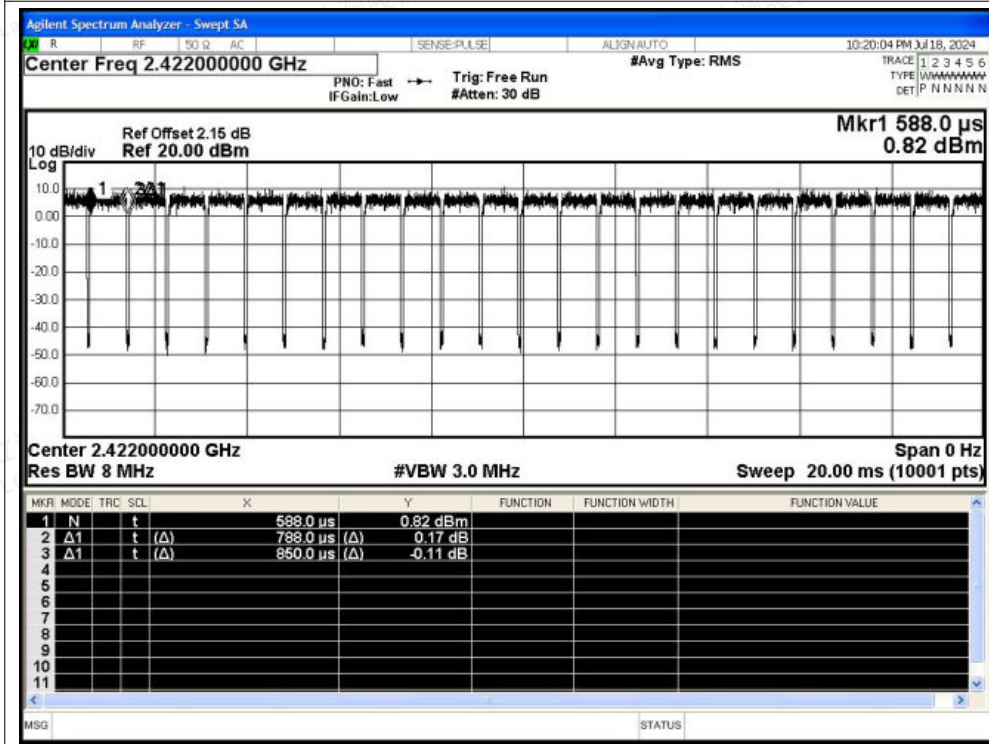 Agilent Spectrum Analyzer - Swept SA
LXI R RF 50 Ω AC SENSE:PULSE ALIGN AUTO 10:20:04 PM Jul 18, 2024
Center Freq 2.422000000 GHz
PNO: Fast
IFGain:Low
Trig: Free Run
#Atten: 30 dB
#Avg Type: RMS
TRACE 1 2 3 4 5 6
TYPE WWWWWW
DET P N N N N N
Mkr1 588.0 µs
0.82 dBm
Ref Offset 2.15 dB
10 dB/div Ref 20.00 dBm
Log
10.0
0.00
-10.0
-20.0
-30.0
-40.0
-50.0
-60.0
-70.0
1 2Δ1
Center 2.422000000 GHz Span 0 Hz
Res BW 8 MHz #VBW 3.0 MHz Sweep 20.00 ms (10001 pts)
MKR MODE TRC SCL X Y FUNCTION FUNCTION WIDTH FUNCTION VALUE
1 N t 588.0 µs 0.82 dBm
2 Δ1 t (Δ) 788.0 µs (Δ) 0.17 dB
3 Δ1 t (Δ) 850.0 µs (Δ) -0.11 dB
4
5
6
7
8
9
10
11
MSG STATUS